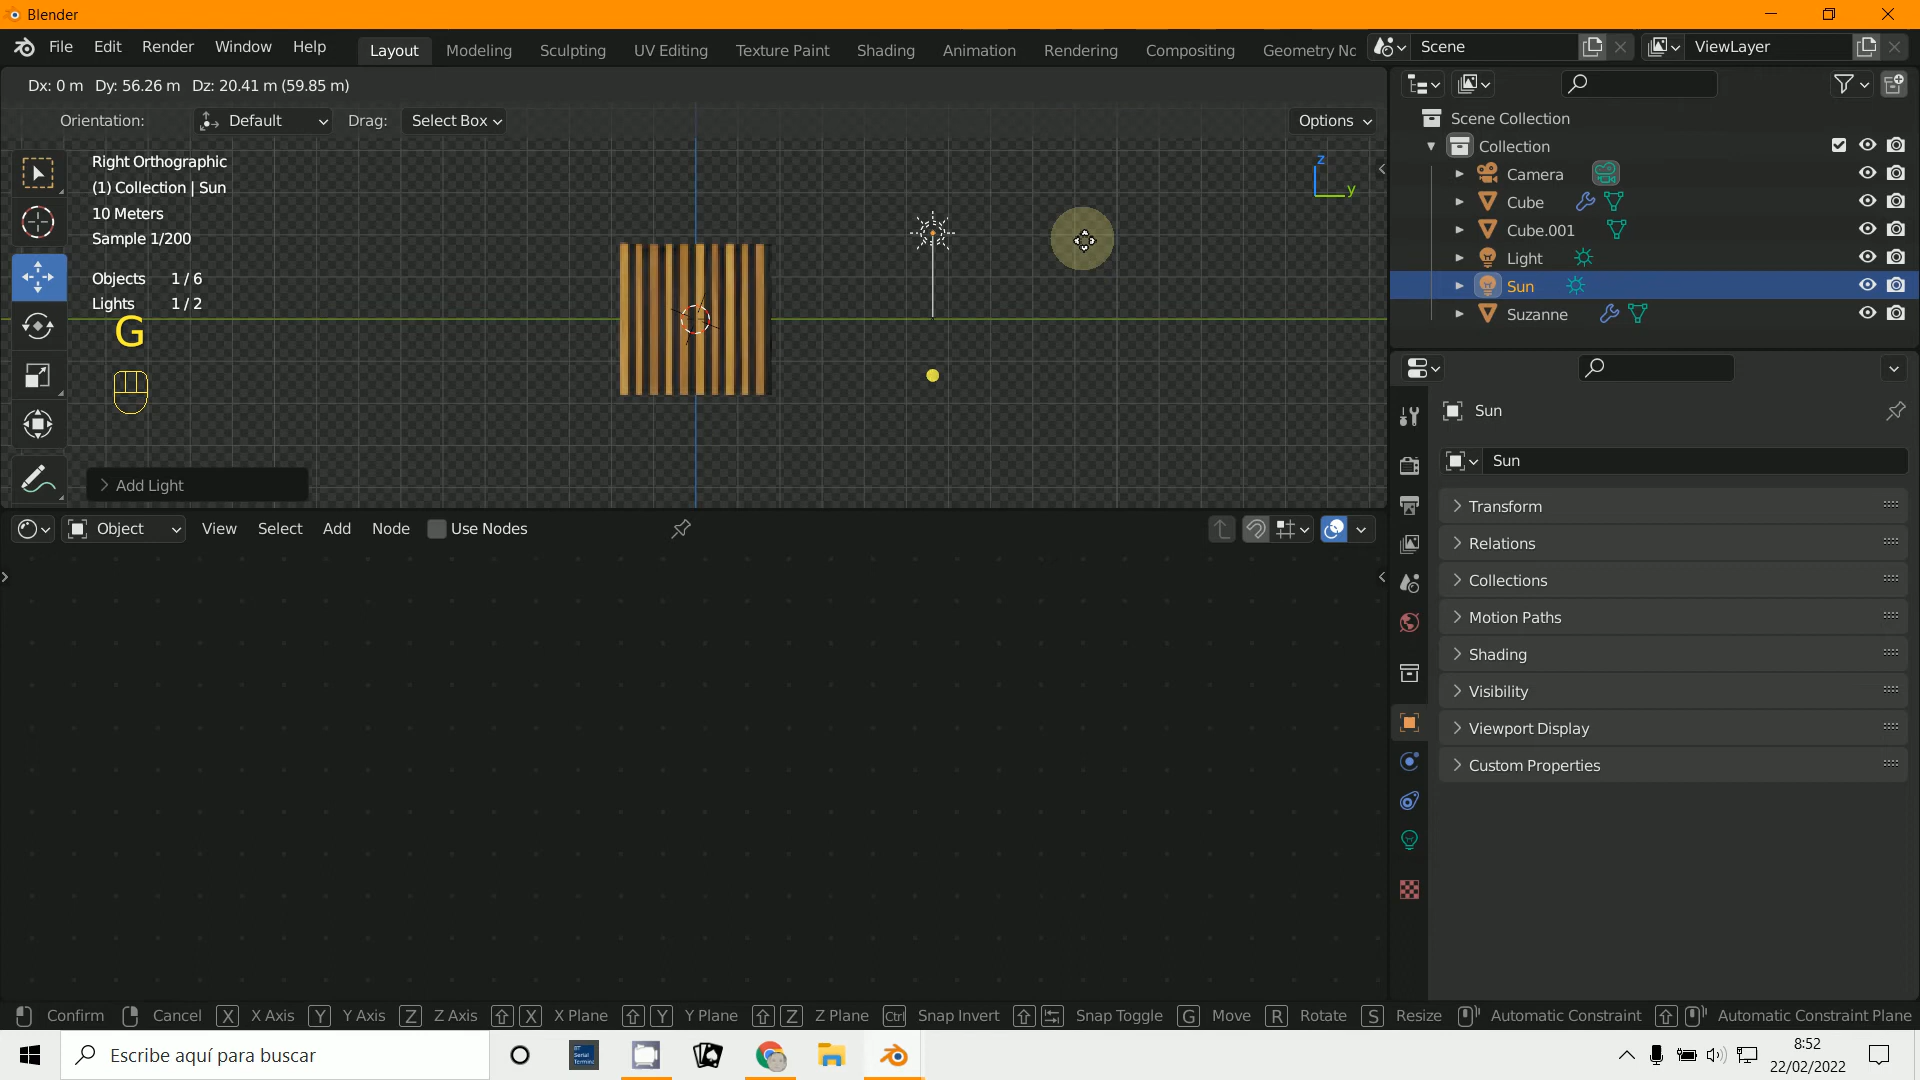 Blender
File Edit Render Window Help Layout Modeling Sculpting UV Editing Texture Paint Shading Animation Rendering Compositing Geometry Nc Scene ViewLayer
Dx: 0 m Dy: 56.26 m Dz: 20.41 m (59.85 m)
Orientation: Default Drag: Select Box Options
Right Orthographic
(1) Collection | Sun
10 Meters
Sample 1/200
Objects 1 / 6
Lights 1 / 2
G
z
y
Add Light
Scene Collection
Collection
Camera
Cube
Cube.001
Light
Sun
Suzanne
Sun
Sun
Transform
Relations
Collections
Motion Paths
Shading
Visibility
Viewport Display
Custom Properties
Object View Select Add Node Use Nodes
Confirm Cancel X X Axis Y Y Axis Z Z Axis X X Plane Y Y Plane Z Z Plane Ctrl Snap Invert Snap Toggle G Move R Rotate S Resize Automatic Constraint Automatic Constraint Plane
Escribe aquí para buscar
8:52
22/02/2022